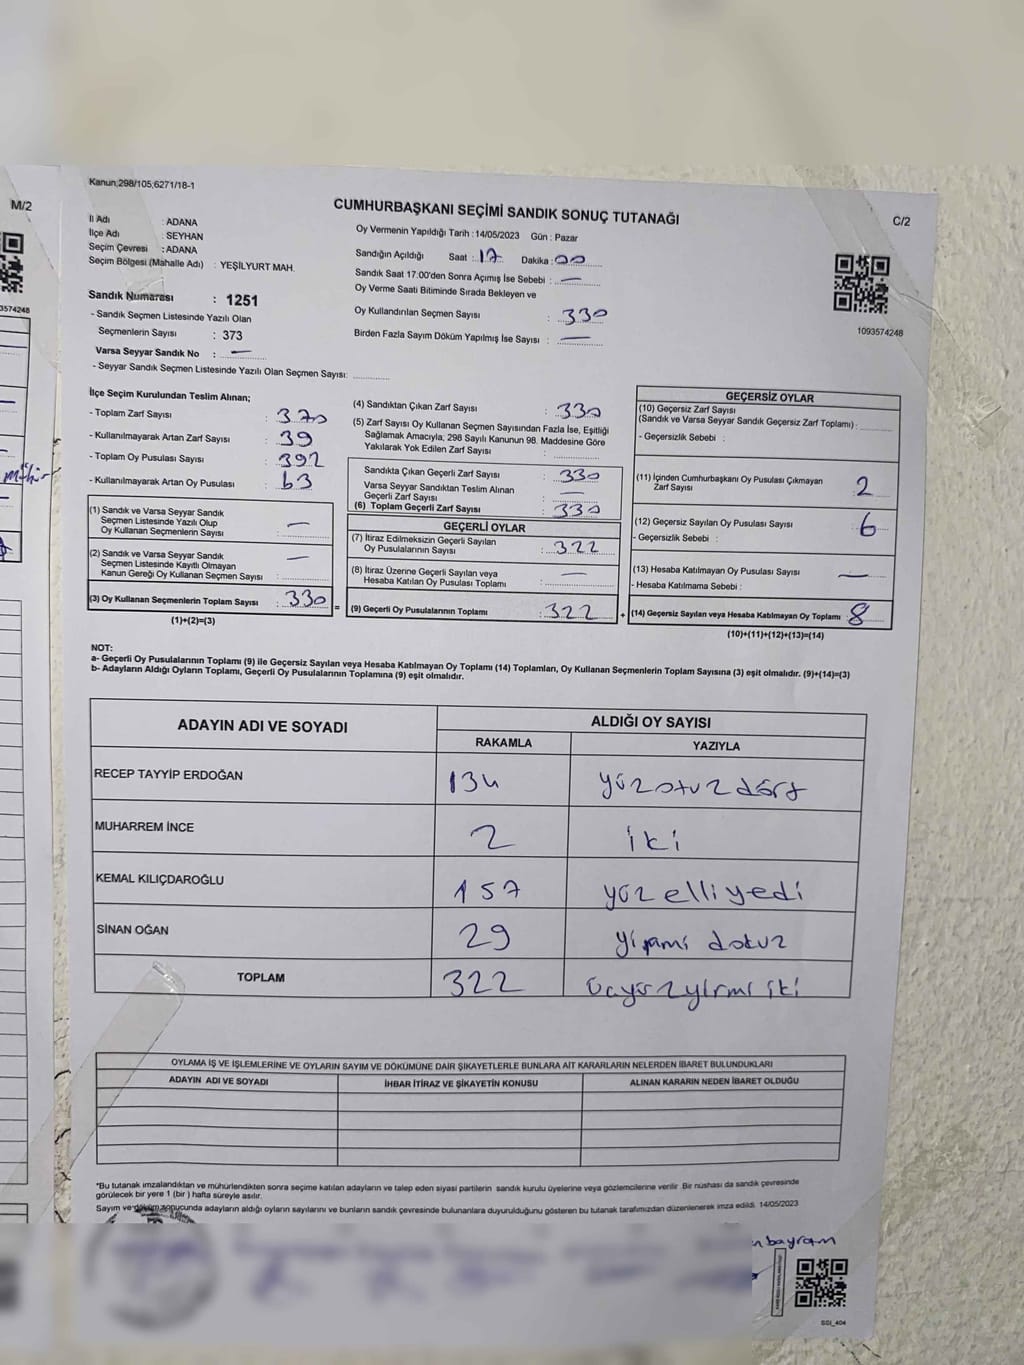 M/2
3574248
Kanun;298/105;6271/18-1
CUMHURBAŞKANI SEÇİMİ SANDIK SONUÇ TUTANAĞI
C/2
İl Adı : ADANA
İlçe Adı : SEYHAN
Seçim Çevresi : ADANA
Seçim Bölgesi (Mahalle Adı) : YEŞİLYURT MAH.
Sandık Numarası : 1251
- Sandık Seçmen Listesinde Yazılı Olan
Seçmenlerin Sayısı : 373
Varsa Seyyar Sandık No : —
- Seyyar Sandık Seçmen Listesinde Yazılı Olan Seçmen Sayısı:
Oy Vermenin Yapıldığı Tarih : 14/05/2023 Gün : Pazar
Sandığın Açıldığı Saat : 17 Dakika : 00
Sandık Saat 17:00'den Sonra Açımış İse Sebebi : —
Oy Verme Saati Bitiminde Sırada Bekleyen ve
Oy Kullandırılan Seçmen Sayısı : 330
Birden Fazla Sayım Döküm Yapılmış İse Sayısı : —
1093574248
İlçe Seçim Kurulundan Teslim Alınan;
- Toplam Zarf Sayısı : 370
- Kullanılmayarak Artan Zarf Sayısı : 39
- Toplam Oy Pusulası Sayısı : 392
- Kullanılmayarak Artan Oy Pusulası : 63
(1) Sandık ve Varsa Seyyar Sandık
Seçmen Listesinde Yazılı Olup
Oy Kullanan Seçmenlerin Sayısı : —
(2) Sandık ve Varsa Seyyar Sandık
Seçmen Listesinde Kayıtlı Olmayan
Kanun Gereği Oy Kullanan Seçmen Sayısı : —
(3) Oy Kullanan Seçmenlerin Toplam Sayısı : 330 =
(1)+(2)=(3)
(4) Sandıktan Çıkan Zarf Sayısı : 330
(5) Zarf Sayısı Oy Kullanan Seçmen Sayısından Fazla İse, Eşitliği
Sağlamak Amacıyla; 298 Sayılı Kanunun 98. Maddesine Göre
Yakılarak Yok Edilen Zarf Sayısı :
Sandıkta Çıkan Geçerli Zarf Sayısı : 330
Varsa Seyyar Sandıktan Teslim Alınan
Geçerli Zarf Sayısı : —
(6) Toplam Geçerli Zarf Sayısı : 330
GEÇERLİ OYLAR
(7) İtiraz Edilmeksizin Geçerli Sayılan
Oy Pusulalarının Sayısı : 322
(8) İtiraz Üzerine Geçerli Sayılan veya
Hesaba Katılan Oy Pusulası Toplamı : —
(9) Geçerli Oy Pusulalarının Toplamı : 322 +
GEÇERSİZ OYLAR
(10) Geçersiz Zarf Sayısı
(Sandık ve Varsa Seyyar Sandık Geçersiz Zarf Toplamı) :
- Geçersizlik Sebebi :
(11) İçinden Cumhurbaşkanı Oy Pusulası Çıkmayan
Zarf Sayısı 2
(12) Geçersiz Sayılan Oy Pusulası Sayısı 6
- Geçersizlik Sebebi :
(13) Hesaba Katılmayan Oy Pusulası Sayısı —
- Hesaba Katılmama Sebebi :
(14) Geçersiz Sayılan veya Hesaba Katılmayan Oy Toplamı : 8
(10)+(11)+(12)+(13)=(14)
NOT:
a- Geçerli Oy Pusulalarının Toplamı (9) ile Geçersiz Sayılan veya Hesaba Katılmayan Oy Toplamı (14) Toplamları, Oy Kullanan Seçmenlerin Toplam Sayısına (3) eşit olmalıdır. (9)+(14)=(3)
b- Adayların Aldığı Oyların Toplamı, Geçerli Oy Pusulalarının Toplamına (9) eşit olmalıdır.
ADAYIN ADI VE SOYADI ALDIĞI OY SAYISI
RAKAMLA YAZIYLA
RECEP TAYYİP ERDOĞAN 134 yüzotuzdört
MUHARREM İNCE 2 iki
KEMAL KILIÇDAROĞLU 157 yüzelliyedi
SİNAN OĞAN 29 yirmi dokuz
TOPLAM 322 üçyüzyirmi iki
OYLAMA İŞ VE İŞLEMLERİNE VE OYLARIN SAYIM VE DÖKÜMÜNE DAİR ŞİKAYETLERLE BUNLARA AİT KARARLARIN NELERDEN İBARET BULUNDUKLARI
ADAYIN ADI VE SOYADI İHBAR İTİRAZ VE ŞİKAYETİN KONUSU ALINAN KARARIN NEDEN İBARET OLDUĞU
*Bu tutanak imzalandıktan ve mühürlendikten sonra seçime katılan adayların ve talep eden siyasi partilerin sandık kurulu üyelerine veya gözlemcilerine verilir. Bir nüshası da sandık çevresinde
görülecek bir yere 1 (bir ) hafta süreyle asılır.
Sayım ve döküm sonucunda adayların aldığı oyların sayılarını ve bunların sandık çevresinde bulunanlara duyurulduğunu gösteren bu tutanak tarafımızdan düzenlenerek imza edildi. 14/05/2023
bayram
SSI_404